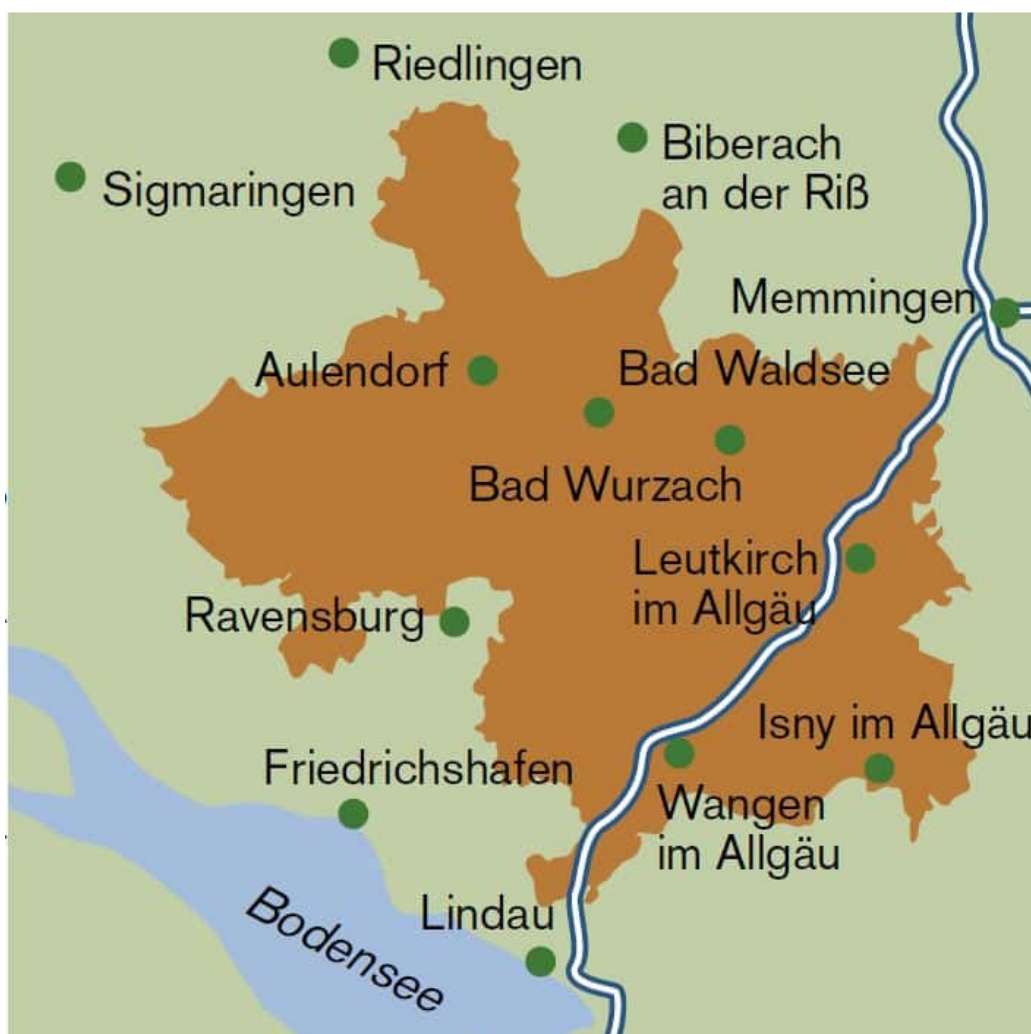 Riedlingen
Biberach
an der Riß
Sigmaringen
Memmingen
Aulendorf
Bad Waldsee
Bad Wurzach
Leutkirch
im Allgäu
Ravensburg
Isny im Allgäu
Friedrichshafen
Wangen
im Allgäu
Lindau
Bodensee